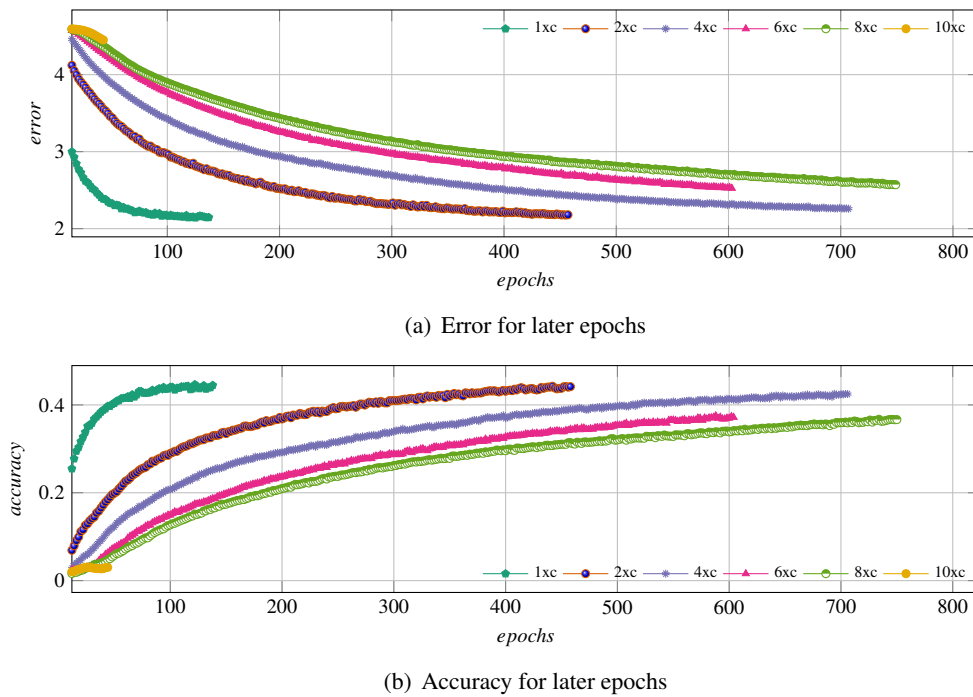 1xc 2xc 4xc 6xc 8xc 10xc
4
3
2
error
100 200 300 400 500 600 700 800
epochs
(a) Error for later epochs
0.4
0.2
0
accuracy
1xc 2xc 4xc 6xc 8xc 10xc
100 200 300 400 500 600 700 800
epochs
(b) Accuracy for later epochs